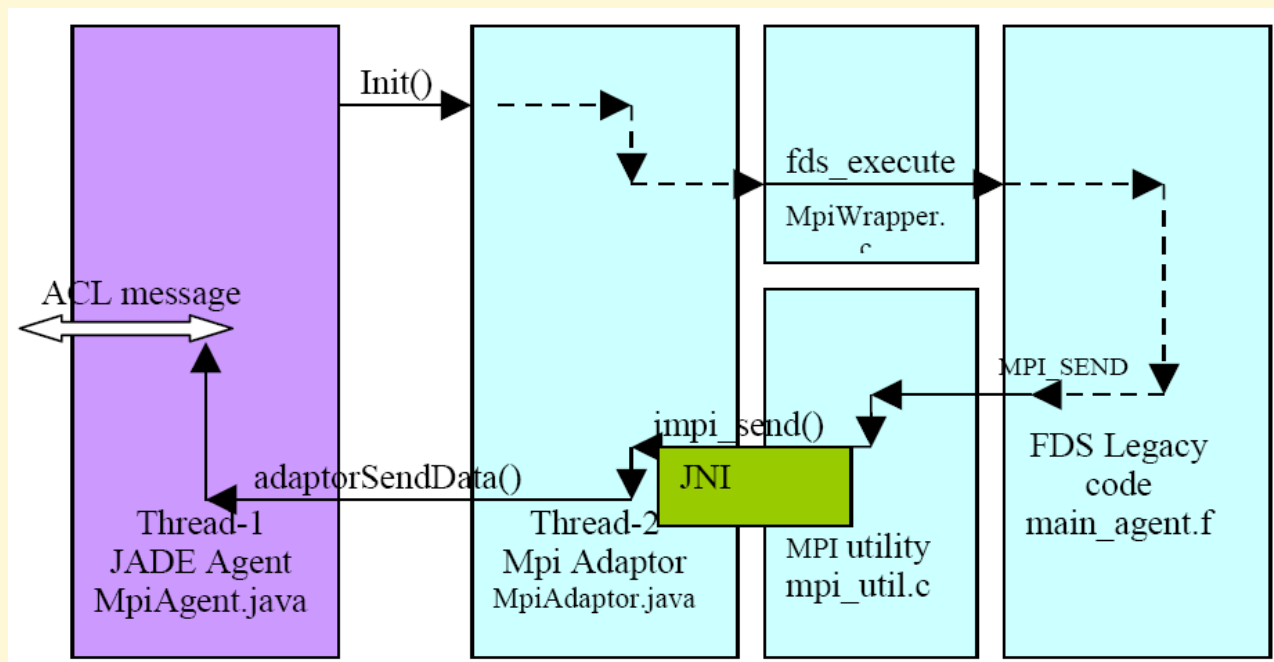 Init()
fds_execute
MpiWrapper.
c
ACL message
MPI_SEND
jmpi_send()
JNI
adaptorSendData()
Thread-1
JADE Agent
MpiAgent.java
Thread-2
Mpi Adaptor
MpiAdaptor.java
MPI utility
mpi_util.c
FDS Legacy
code
main_agent.f